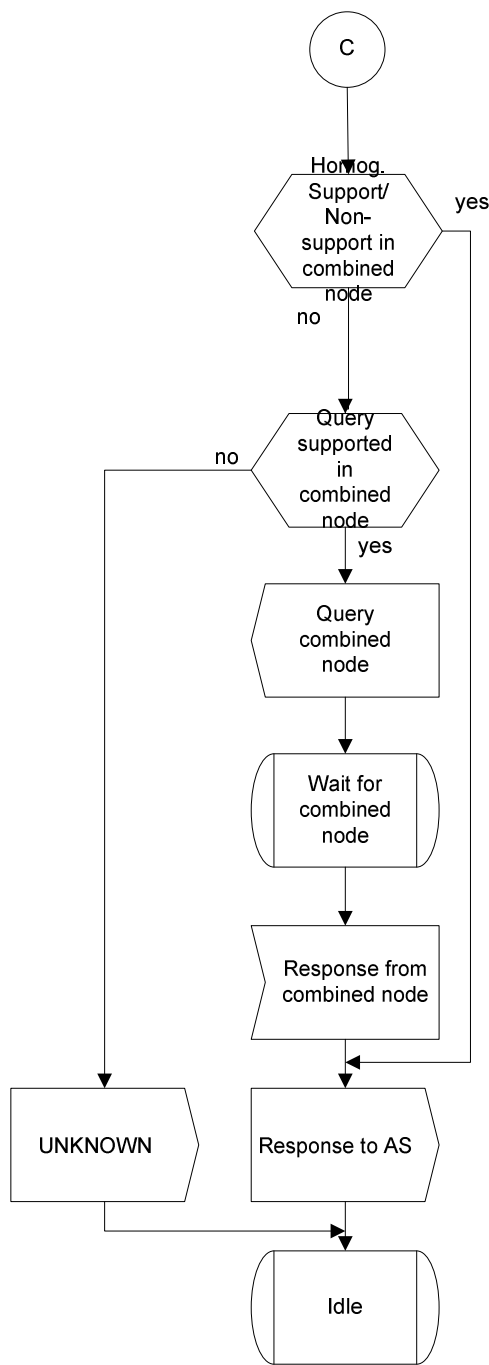 C
Homog.
Support/
Non-
support in
combined
node
yes
no
Query
supported
in
combined
node
no
yes
Query
combined
node
Wait for
combined
node
Response from
combined node
UNKNOWN
Response to AS
Idle